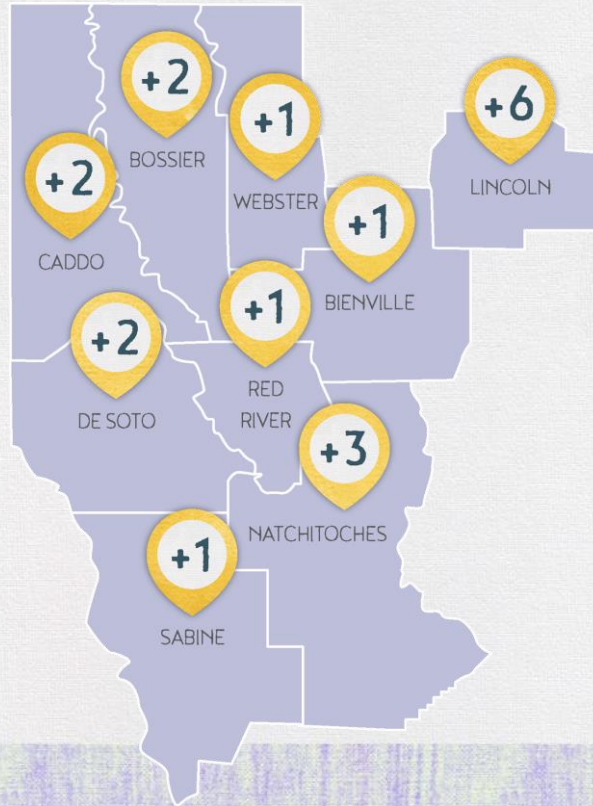 +2
BOSSIER
+1
WEBSTER
+6
LINCOLN
+2
CADDO
+1
BIENVILLE
+1
RED
RIVER
+2
DE SOTO
+3
NATCHITOCHES
+1
SABINE